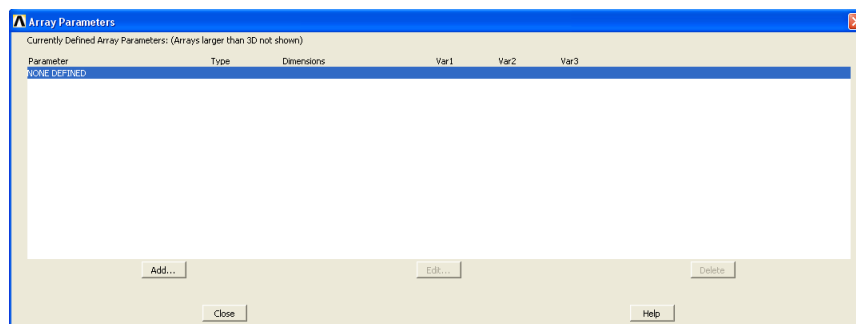 Array Parameters
Currently Defined Array Parameters: (Arrays larger than 3D not shown)
Parameter Type Dimensions Var1 Var2 Var3
NONE DEFINED
Add... Edit... Delete
Close Help